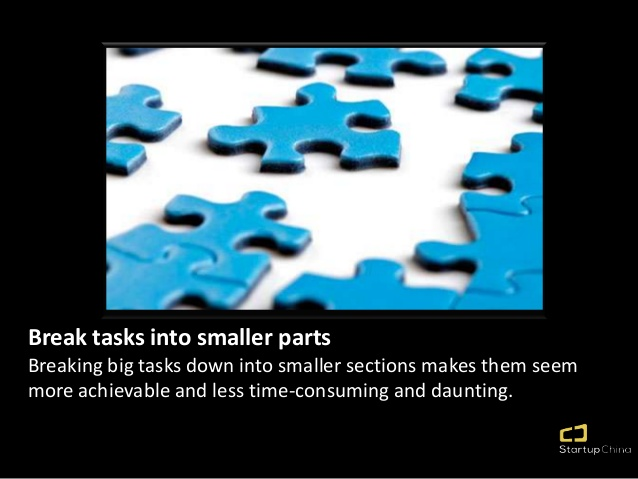 Break tasks into smaller parts
Breaking big tasks down into smaller sections makes them seem
more achievable and less time-consuming and daunting.
StartupChina